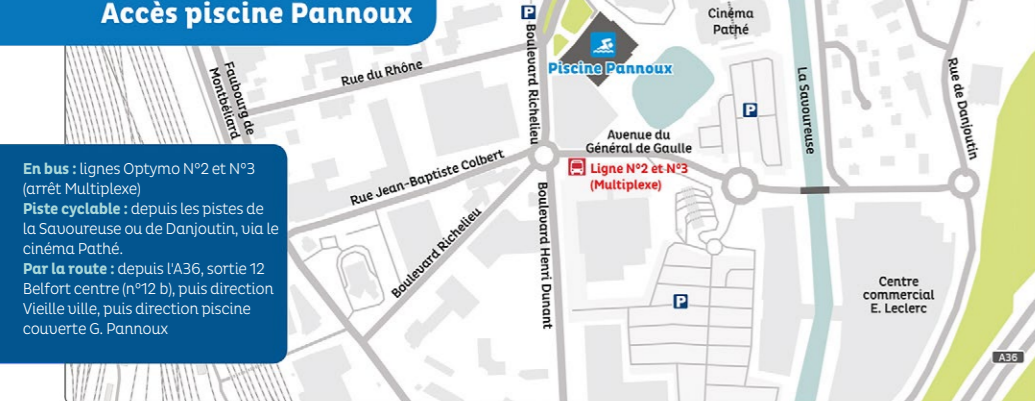 Accès piscine Pannoux
P
Boulevard Richelieu
Cinéma
Pathé
Piscine Pannoux
Rue du Rhône
Faubourg de
Montbéliard
P
La Savoureuse
Rue de Danjoutin
Avenue du
Général de Gaulle
Ligne N°2 et N°3
(Multiplexe)
Rue Jean-Baptiste Colbert
En bus : lignes Optymo N°2 et N°3
(arrêt Multiplexe)
Piste cyclable : depuis les pistes de
la Savoureuse ou de Danjoutin, via le
cinéma Pathé.
Par la route : depuis l'A36, sortie 12
Belfort centre (n°12 b), puis direction
Vieille ville, puis direction piscine
couverte G. Pannoux
Boulevard Richelieu
Boulevard Henri Dunant
P
Centre
commercial
E. Leclerc
A36